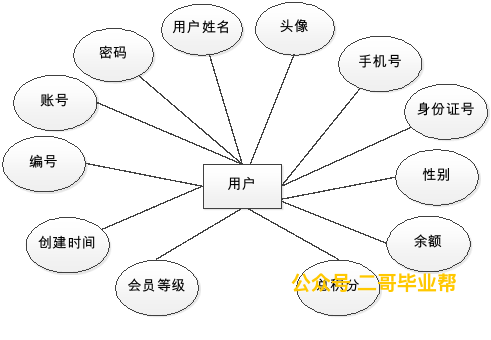 用户姓名
头像
密码
手机号
账号
身份证号
编号
性别
用户
创建时间
余额
会员等级
总积分
公众号·二哥毕业帮